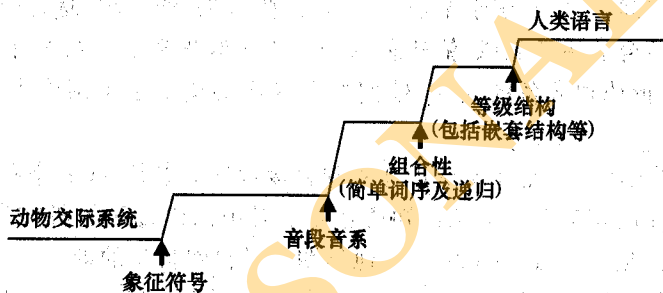 人类语言
等级结构
(包括嵌套结构等)
组合性
(简单词序及递归)
动物交际系统
音段音系
象征符号
SONAL